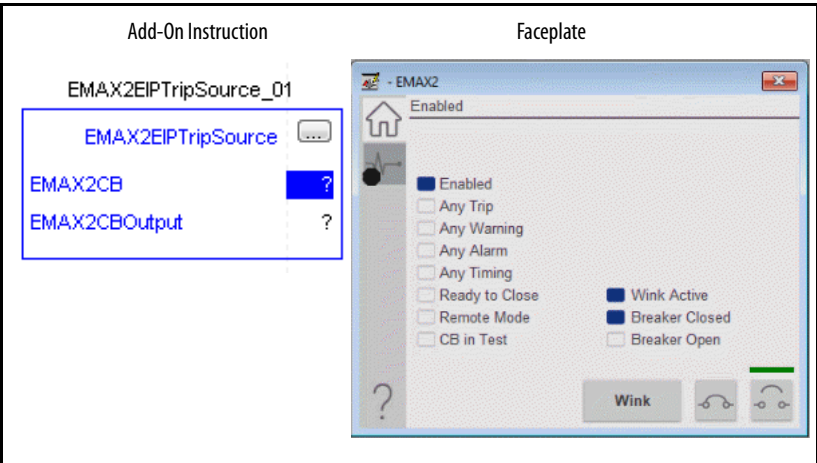 Add-On Instruction
Faceplate
EMAX2EIPTripSource_01
EMAX2EIPTripSource ...
EMAX2CB ?
EMAX2CBOutput ?
- EMAX2
Enabled
Enabled
Any Trip
Any Warning
Any Alarm
Any Timing
Ready to Close
Wink Active
Remote Mode
Breaker Closed
CB in Test
Breaker Open
?
Wink